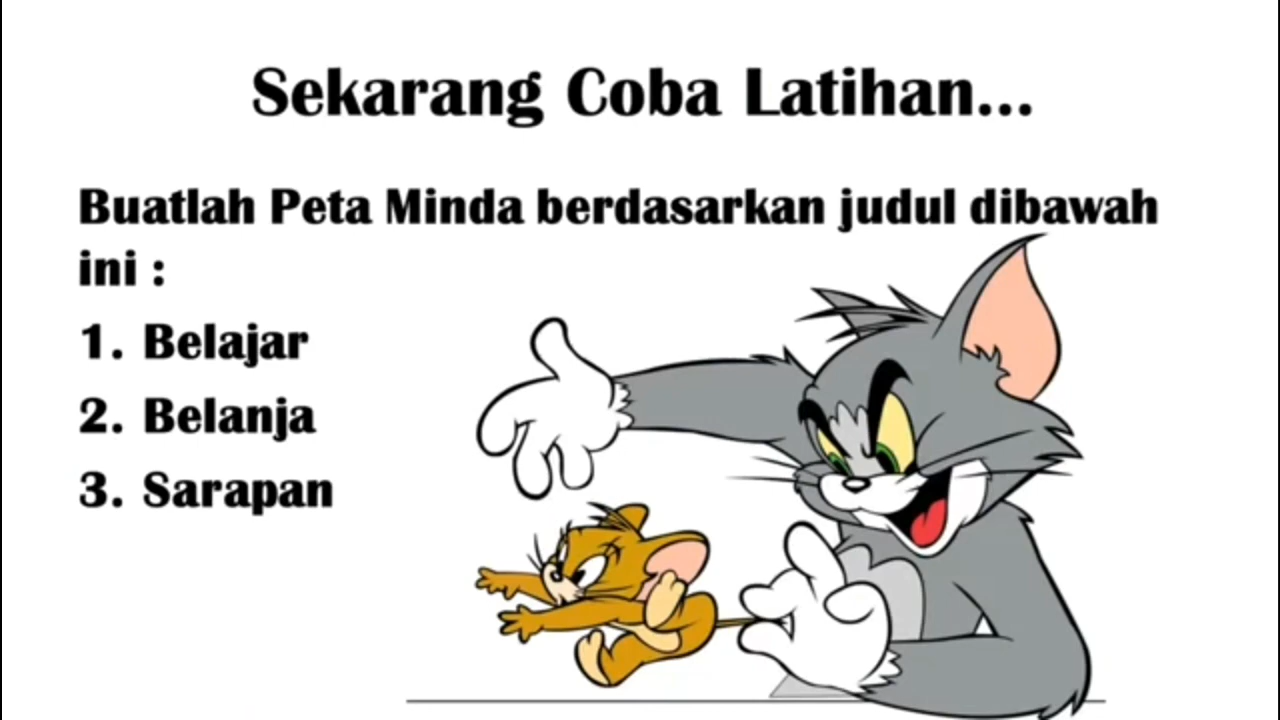 Sekarang Coba Latihan...
Buatlah Peta Minda berdasarkan judul dibawah
ini :
1. Belajar
2. Belanja
3. Sarapan